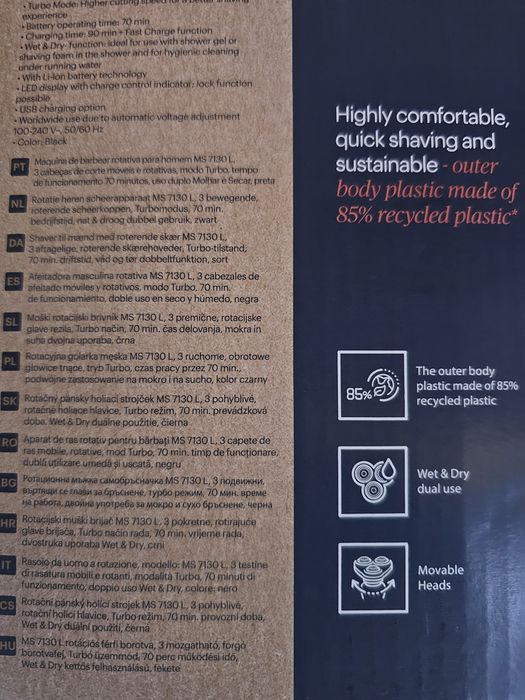 • Turbo Mode: Higher cutting speed for a better shaving
experience
• Battery operating time: 70 min
• Charging time: 90 min + Fast Charge function
• Wet & Dry- function: ideal for use with shower gel or
shaving foam in the shower and for hygienic cleaning
under running water
• With Li-Ion battery technology
• LED display with charge control indicator; lock function
possible
• USB charging option
• Worldwide use due to automatic voltage adjustment
100-240 V~, 50/60 Hz
• Color: Black
PT Máquina de barbear rotativa para homem MS 7130 L,
3 cabeças de corte móveis e rotativas, modo Turbo, tempo
de funcionamento 70 minutos, uso duplo Molhar e Secar, preta
NL Rotatie heren scheerapparaat MS 7130 L, 3 bewegende,
roterende scheerkoppen, Turbomodus, 70 min.
bedrijfstijd, nat & droog dubbel gebruik, zwart
DA Shaver til mænd med roterende skær MS 7130 L,
3 aftagelige, roterende skærehoveder, Turbo-tilstand,
70 min. driftstid, våd og tør dobbeltfunktion, sort
ES Afeitadora masculina rotativa MS 7130 L, 3 cabezales de
afeitado móviles y rotativos, modo Turbo, 70 min.
de funcionamiento, doble uso en seco y húmedo, negra
SL Moški rotacijski brivnik MS 7130 L, 3 premične, rotacijske
glave rezila, Turbo način, 70 min. čas delovanja, mokra in
suha dvojna uporaba, črna
PL Rotacyjna golarka męska MS 7130 L, 3 ruchome, obrotowe
głowice tnące, tryb Turbo, czas pracy przez 70 min.,
podwójne zastosowanie na mokro i na sucho, kolor czarny
SK Rotačný pánsky holiaci strojček MS 7130 L, 3 pohyblivé,
rotačné holiace hlavice, Turbo režim, 70 min. prevádzková
doba, Wet & Dry duálne použitie, čierna
RO Aparat de ras rotativ pentru bărbați MS 7130 L, 3 capete de
ras mobile, rotative, mod Turbo, 70 min. timp de funcționare,
dublă utilizare umedă și uscată, negru
BG Ротационна мъжка самобръсначка MS 7130 L, 3 подвижни,
въртящи се глави за бръснене, турбо режим, 70 мин. време
на работа, двойна употреба за мокро и сухо бръснене, черна
HR Rotacijski muški brijač MS 7130 L, 3 pokretne, rotirajuće
glave brijača, Turbo način rada, 70 min. vrijeme rada,
dvostruka uporaba Wet & Dry, crni
IT Rasoio da uomo a rotazione, modello: MS 7130 L, 3 testine
di rasatura mobili e rotanti, modalità Turbo, 70 minuti di
funzionamento, doppio uso Wet & Dry, colore: nero
CS Rotační pánský holicí strojek MS 7130 L, 3 pohyblivé,
rotační holicí hlavice, Turbo režim, 70 min. provozní doba,
Wet & Dry duální použití, černá
HU MS 7130 L rotációs férfi borotva, 3 mozgatható, forgó
borotvafej, Turbó üzemmód, 70 perc működési idő,
Wet & Dry kettős felhasználású, fekete
Highly comfortable,
quick shaving and
sustainable - outer
body plastic made of
85% recycled plastic*
85%
The outer body
plastic made of 85%
recycled plastic
Wet & Dry
dual use
Movable
Heads